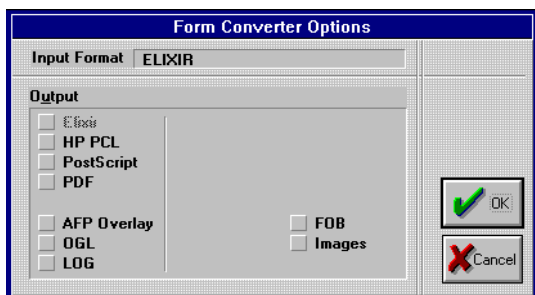 Form Converter Options
Input Format ELIXIR
Output
Elixir
HP PCL
PostScript
PDF
AFP Overlay
FOB
OGL
Images
LOG
OK
Cancel